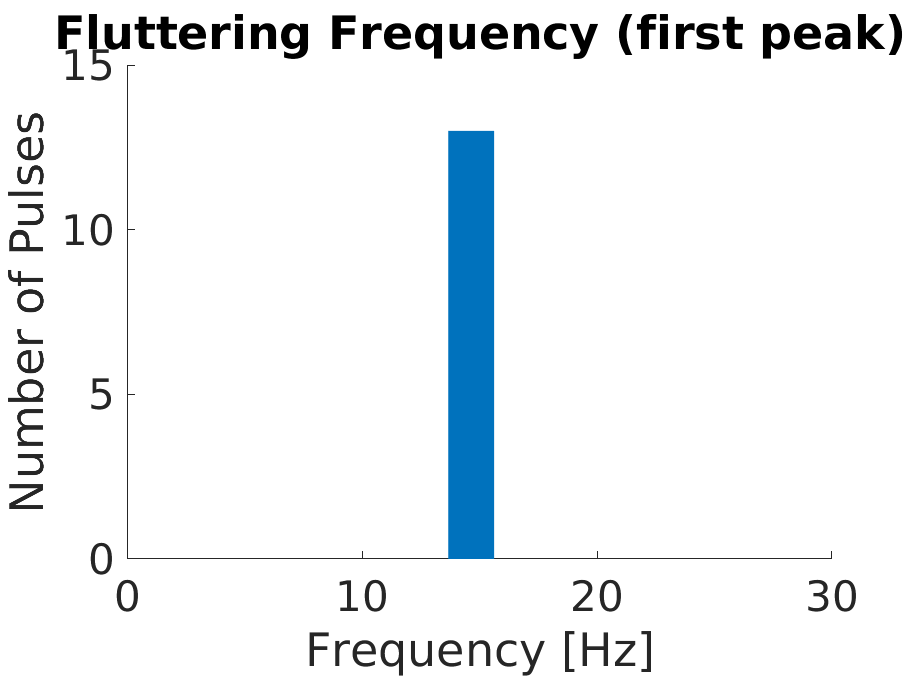 Fluttering Frequency (first peak)
15
10
5
0
Number of Pulses
0 10 20 30
Frequency [Hz]